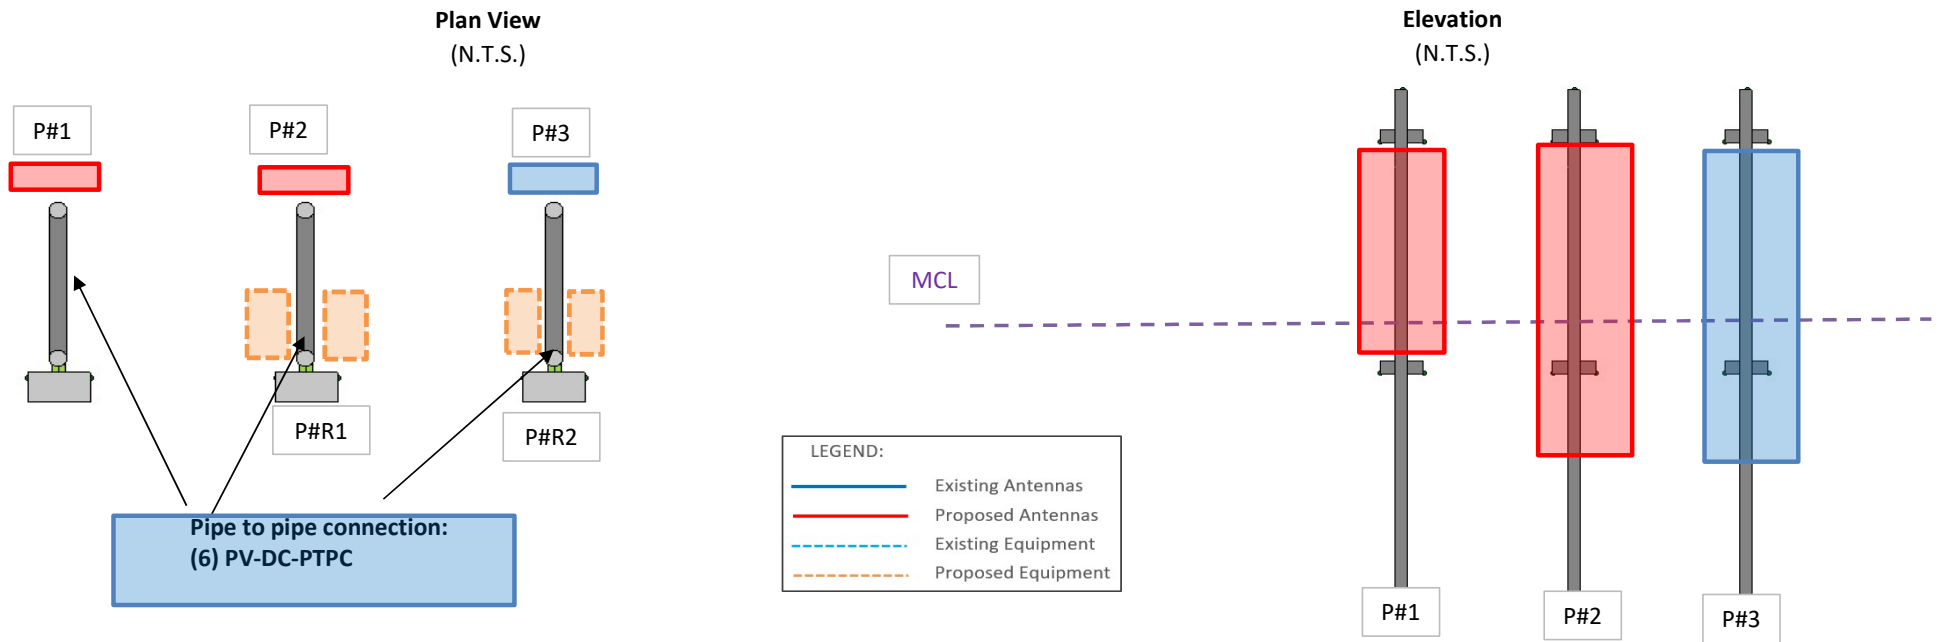 Plan View
(N.T.S.)
P#1
P#2
P#3
P#R1
P#R2
Pipe to pipe connection:
(6) PV-DC-PTPC
Elevation
(N.T.S.)
MCL
LEGEND:
Existing Antennas
Proposed Antennas
Existing Equipment
Proposed Equipment
P#1
P#2
P#3